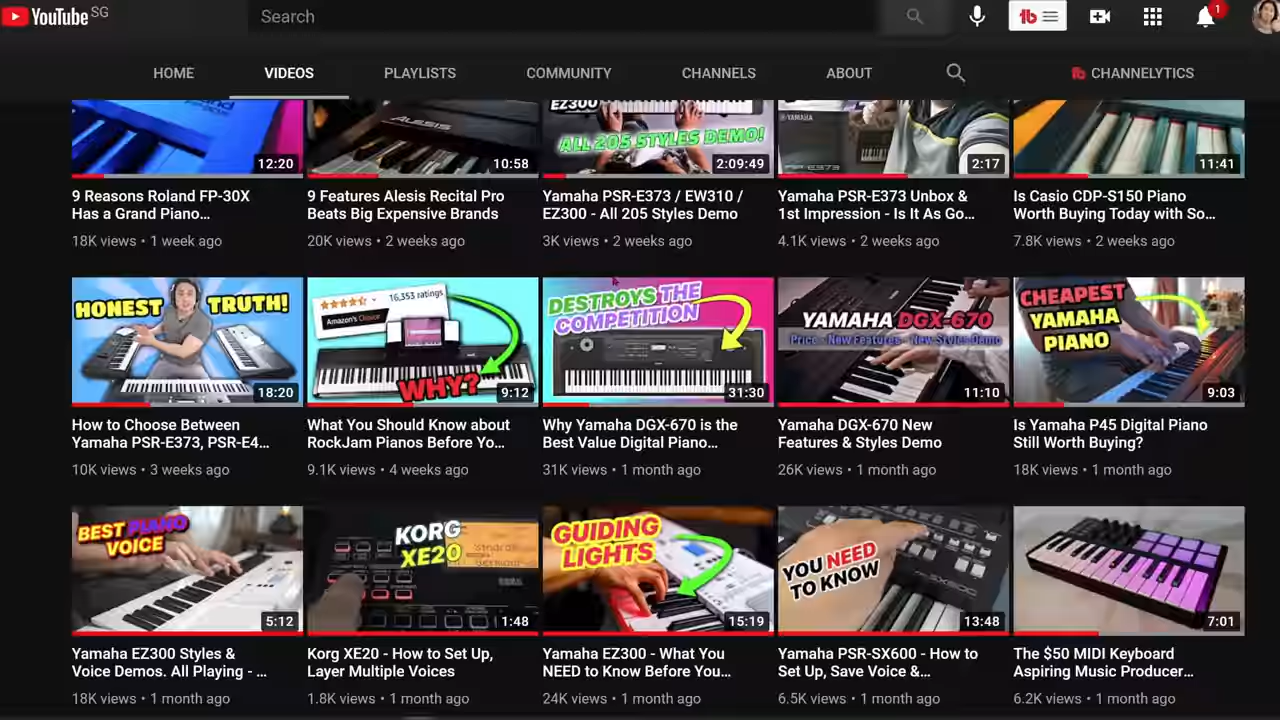 YouTube SG
Search
1
HOME VIDEOS PLAYLISTS COMMUNITY CHANNELS ABOUT CHANNELYTICS
12:20
ALESIS
10:58
EZ300
ALL 205 STYLES DEMO!
2:09:49
YAMAHA
PSR-E373
2:17
11:41
9 Reasons Roland FP-30X
Has a Grand Piano…
18K views • 1 week ago
9 Features Alesis Recital Pro
Beats Big Expensive Brands
20K views • 2 weeks ago
Yamaha PSR-E373 / EW310 /
EZ300 - All 205 Styles Demo
3K views • 2 weeks ago
Yamaha PSR-E373 Unbox &
1st Impression - Is It As Go…
4.1K views • 2 weeks ago
Is Casio CDP-S150 Piano
Worth Buying Today with So…
7.8K views • 2 weeks ago
HONEST TRUTH!
18:20
16,353 ratings
Amazon's Choice
WHY?
9:12
DESTROYS THE
COMPETITION
31:30
YAMAHA DGX-670
Price - New Features - New Styles Demo
11:10
CHEAPEST
YAMAHA
PIANO
9:03
How to Choose Between
Yamaha PSR-E373, PSR-E4…
10K views • 3 weeks ago
What You Should Know about
RockJam Pianos Before Yo…
9.1K views • 4 weeks ago
Why Yamaha DGX-670 is the
Best Value Digital Piano…
31K views • 1 month ago
Yamaha DGX-670 New
Features & Styles Demo
26K views • 1 month ago
Is Yamaha P45 Digital Piano
Still Worth Buying?
18K views • 1 month ago
BEST PIANO
VOICE
5:12
KORG
XE20
KORG
1:48
GUIDING
LIGHTS
15:19
YOU NEED
TO KNOW
13:48
7:01
Yamaha EZ300 Styles &
Voice Demos. All Playing - …
18K views • 1 month ago
Korg XE20 - How to Set Up,
Layer Multiple Voices
1.8K views • 1 month ago
Yamaha EZ300 - What You
NEED to Know Before You…
24K views • 1 month ago
Yamaha PSR-SX600 - How to
Set Up, Save Voice &…
6.5K views • 1 month ago
The $50 MIDI Keyboard
Aspiring Music Producer…
6.2K views • 1 month ago